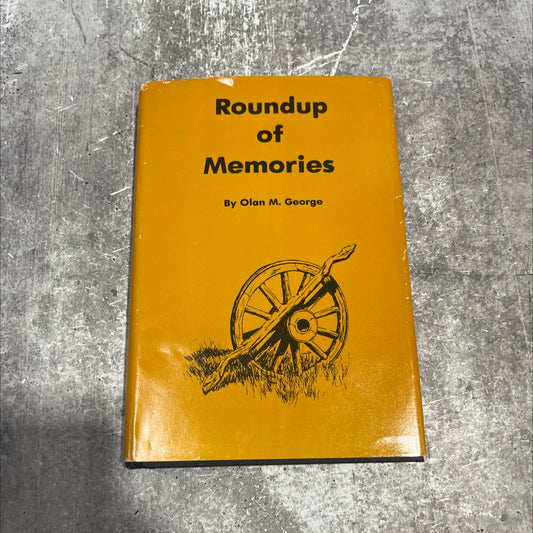 Roundup
of
Memories
By Olan M. George